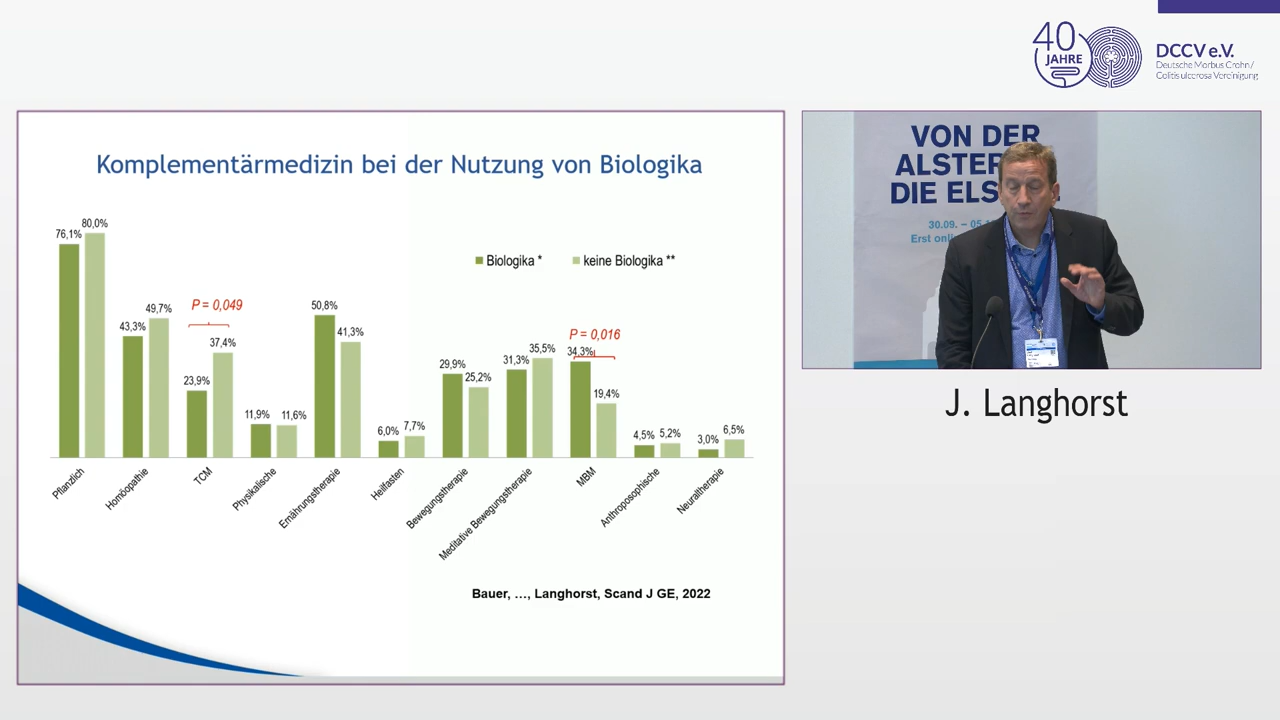 40
JAHRE
DCCV e.V.
Deutsche Morbus Crohn/
Colitis ulcerosa Vereinigung
Komplementärmedizin bei der Nutzung von Biologika
Biologika *
keine Biologika **
76,1%
80,0%
43,3%
49,7%
P = 0,049
23,9%
37,4%
11,9%
11,6%
50,8%
41,3%
6,0%
7,7%
29,9%
25,2%
31,3%
35,5%
P = 0,016
34,3%
19,4%
4,5%
5,2%
3,0%
6,5%
Pflanzlich
Homöopathie
TCM
Physikalische
Ernährungstherapie
Heilfasten
Bewegungstherapie
Meditative Bewegungstherapie
MBM
Anthroposophische
Neuraltherapie
Bauer, …, Langhorst, Scand J GE, 2022
VON DER
ALSTER
DIE ELS
30.09. – 05
Erst onli
J. Langhorst